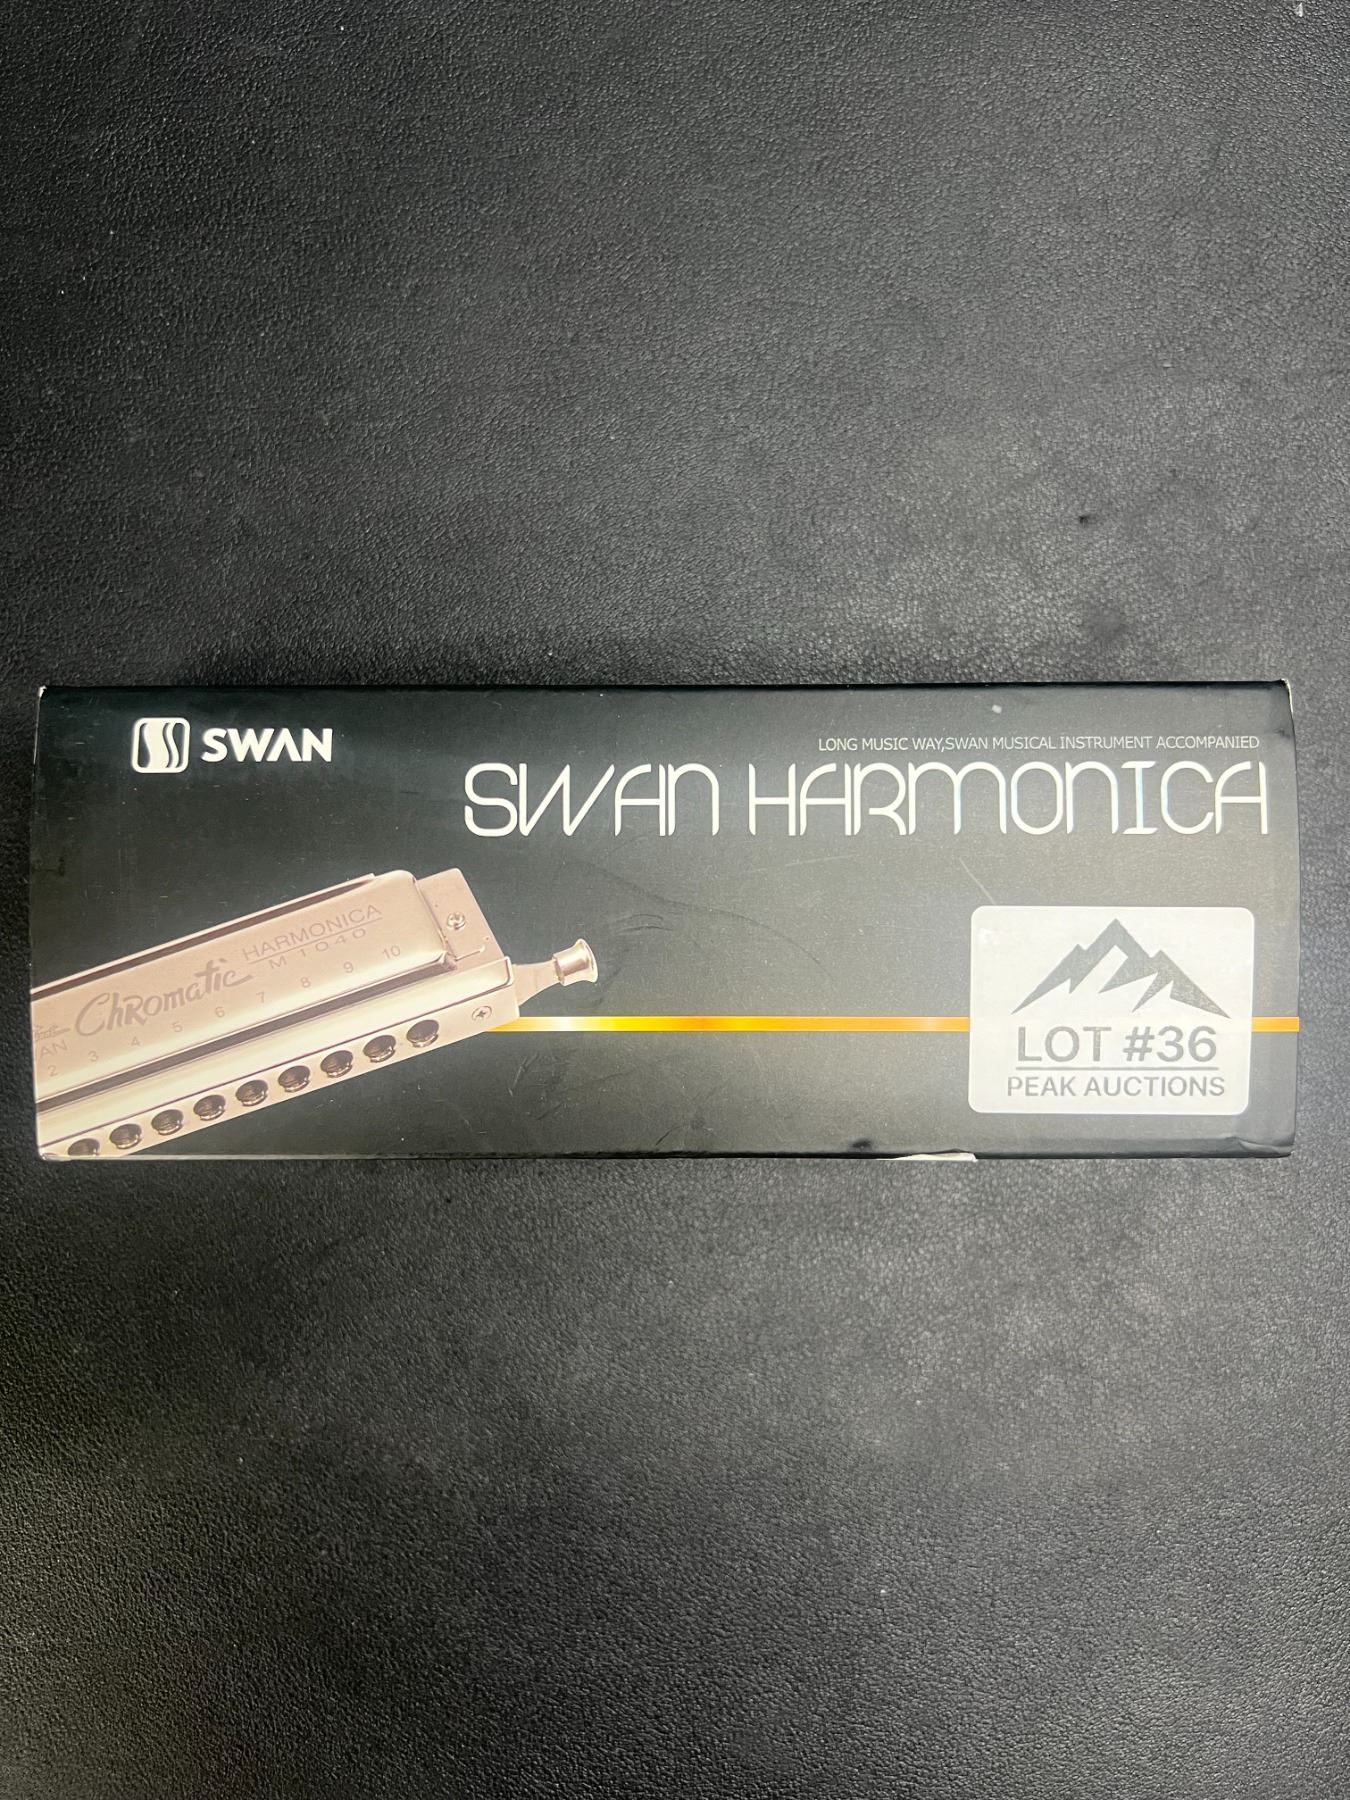 SWAN
LONG MUSIC WAY,SWAN MUSICAL INSTRUMENT ACCOMPANIED
SWAN HARMONICA
Chromatic HARMONICA
M1040
2 3 4 5 6 7 8 9 10
LOT #36
PEAK AUCTIONS